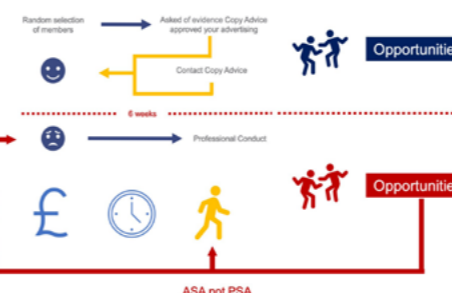 Random selection
of members
Asked of evidence Copy Advice
approved your advertising
Opportunitie
Contact Copy Advice
6 weeks
Professional Conduct
Opportunitie
£
ASA not PSA